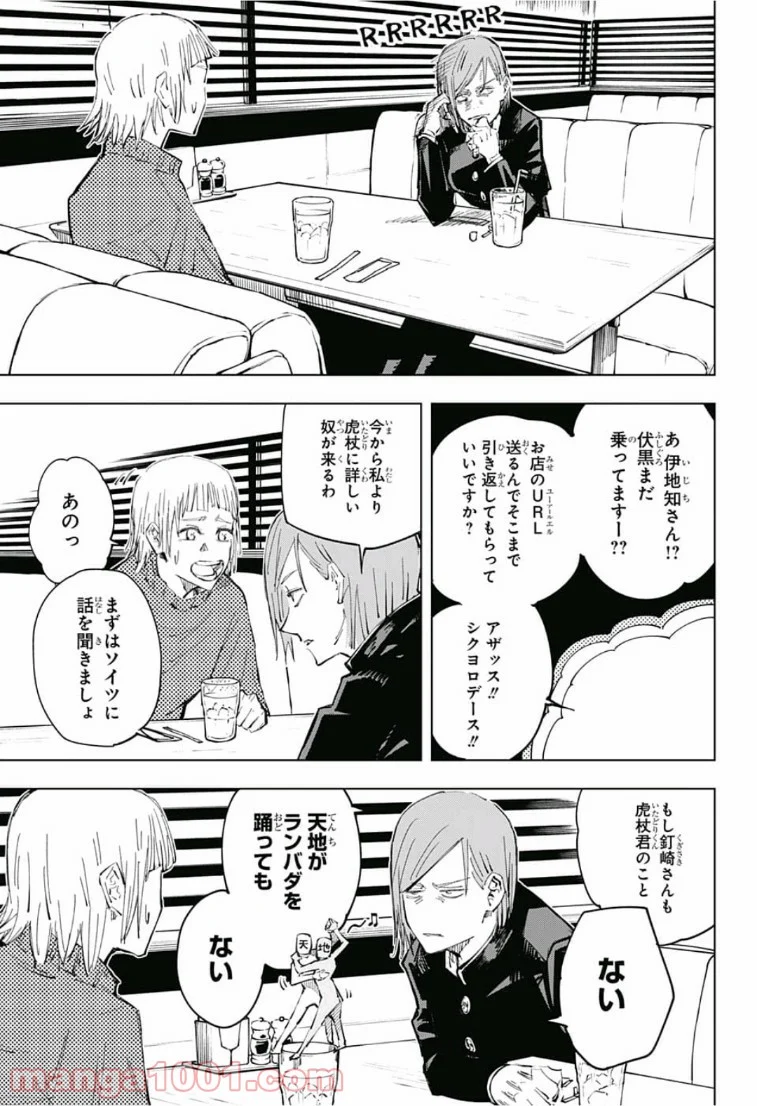 RRRRRR
あ伊地知さん!?
伏黒まだ
乗ってますー??
お店のURL
送るんでそこまで
引き返してもらって
いいですか?
アザッス!!
シクヨロデース!!
今から私より
虎杖に詳しい
奴が来るわ
あのっ
まずはソイツに
話を聞きましょ
もし釘崎さんも
虎杖君のこと
ない
天地が
ランバダを
踊っても
ない
天
地
manga1001.com